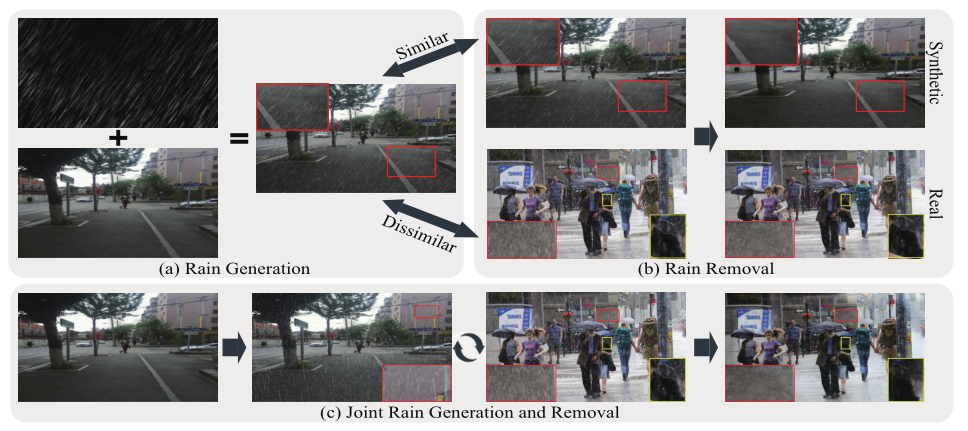 +
=
Similar
Dissimilar
(a) Rain Generation
Synthetic
Real
(b) Rain Removal
(c) Joint Rain Generation and Removal